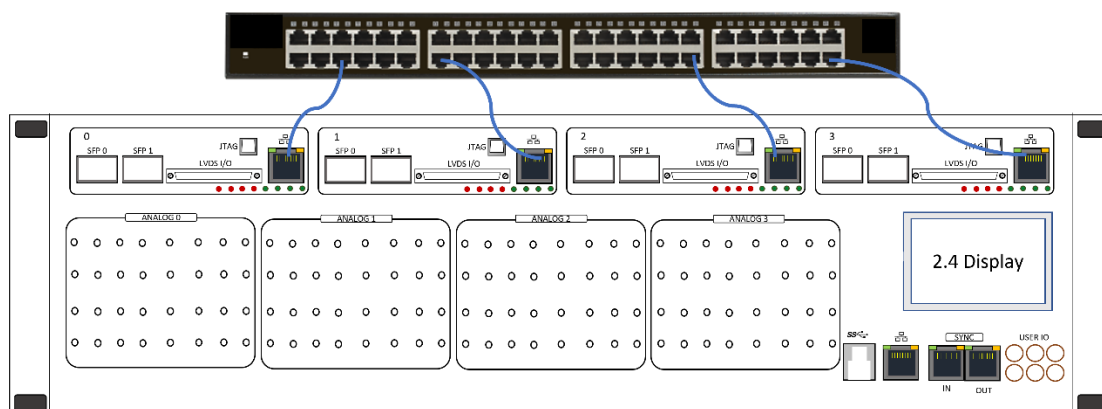 0
JTAG
SFP 0 SFP 1
LVDS I/O
1
JTAG
SFP 0 SFP 1
LVDS I/O
2
JTAG
SFP 0 SFP 1
LVDS I/O
3
JTAG
SFP 0 SFP 1
LVDS I/O
ANALOG 0
ANALOG 1
ANALOG 2
ANALOG 3
2.4 Display
SS
SYNC
USER IO
IN
OUT